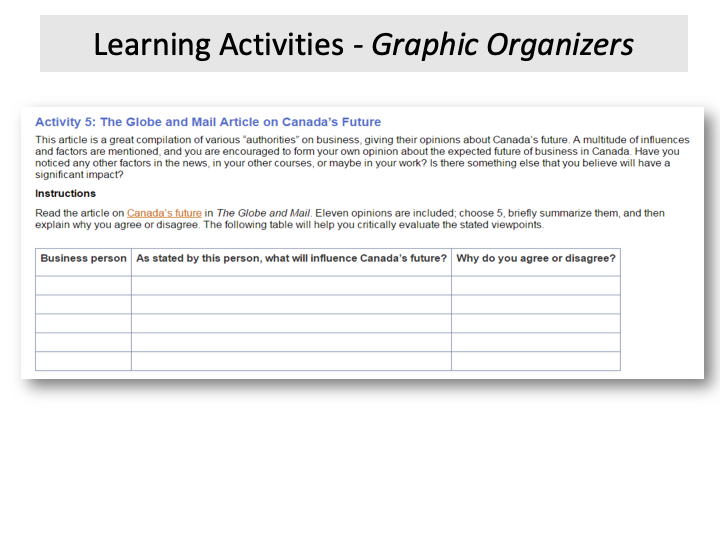 Learning Activities - Graphic Organizers
Activity 5: The Globe and Mail Article on Canada's Future
This article is a great compilation of various "authorities" on business, giving their opinions about Canada's future. A multitude of influences
and factors are mentioned, and you are encouraged to form your own opinion about the expected future of business in Canada. Have you
noticed any other factors in the news, in your other courses, or maybe in your work? Is there something else that you believe will have a
significant impact?
Instructions
Read the article on Canada's future in The Globe and Mail. Eleven opinions are included; choose 5, briefly summarize them, and then
explain why you agree or disagree. The following table will help you critically evaluate the stated viewpoints.
Business person As stated by this person, what will influence Canada's future? Why do you agree or disagree?